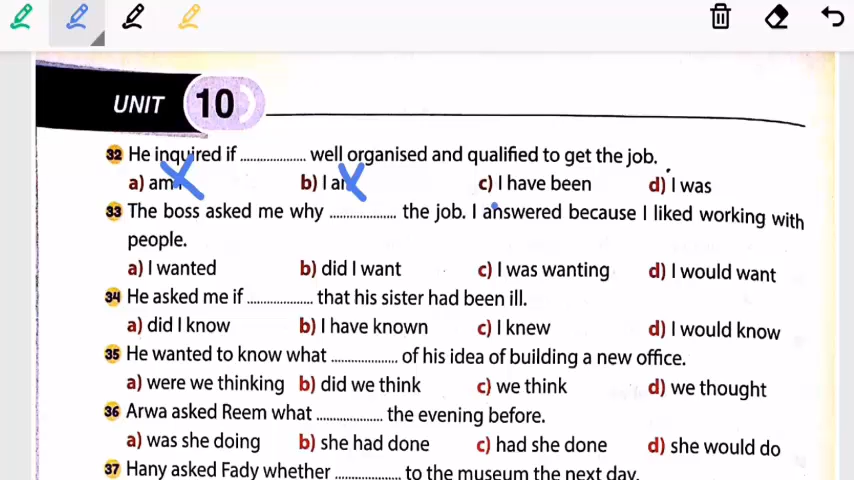 UNIT 10
32 He inquired if .................... well organised and qualified to get the job.
a) am b) I am c) I have been d) I was
33 The boss asked me why .................... the job. I answered because I liked working with
people.
a) I wanted b) did I want c) I was wanting d) I would want
34 He asked me if .................... that his sister had been ill.
a) did I know b) I have known c) I knew d) I would know
35 He wanted to know what .................... of his idea of building a new office.
a) were we thinking b) did we think c) we think d) we thought
36 Arwa asked Reem what .................... the evening before.
a) was she doing b) she had done c) had she done d) she would do
37 Hany asked Fady whether .................... to the museum the next day.